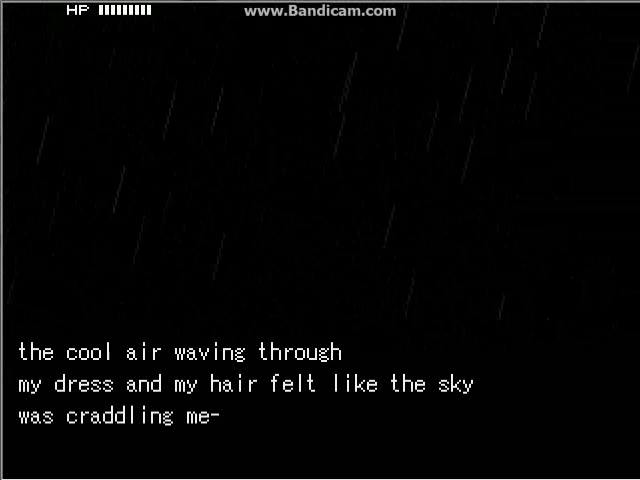 HP
www.Bandicam.com
the cool air waving through
my dress and my hair felt like the sky
was craddling me-